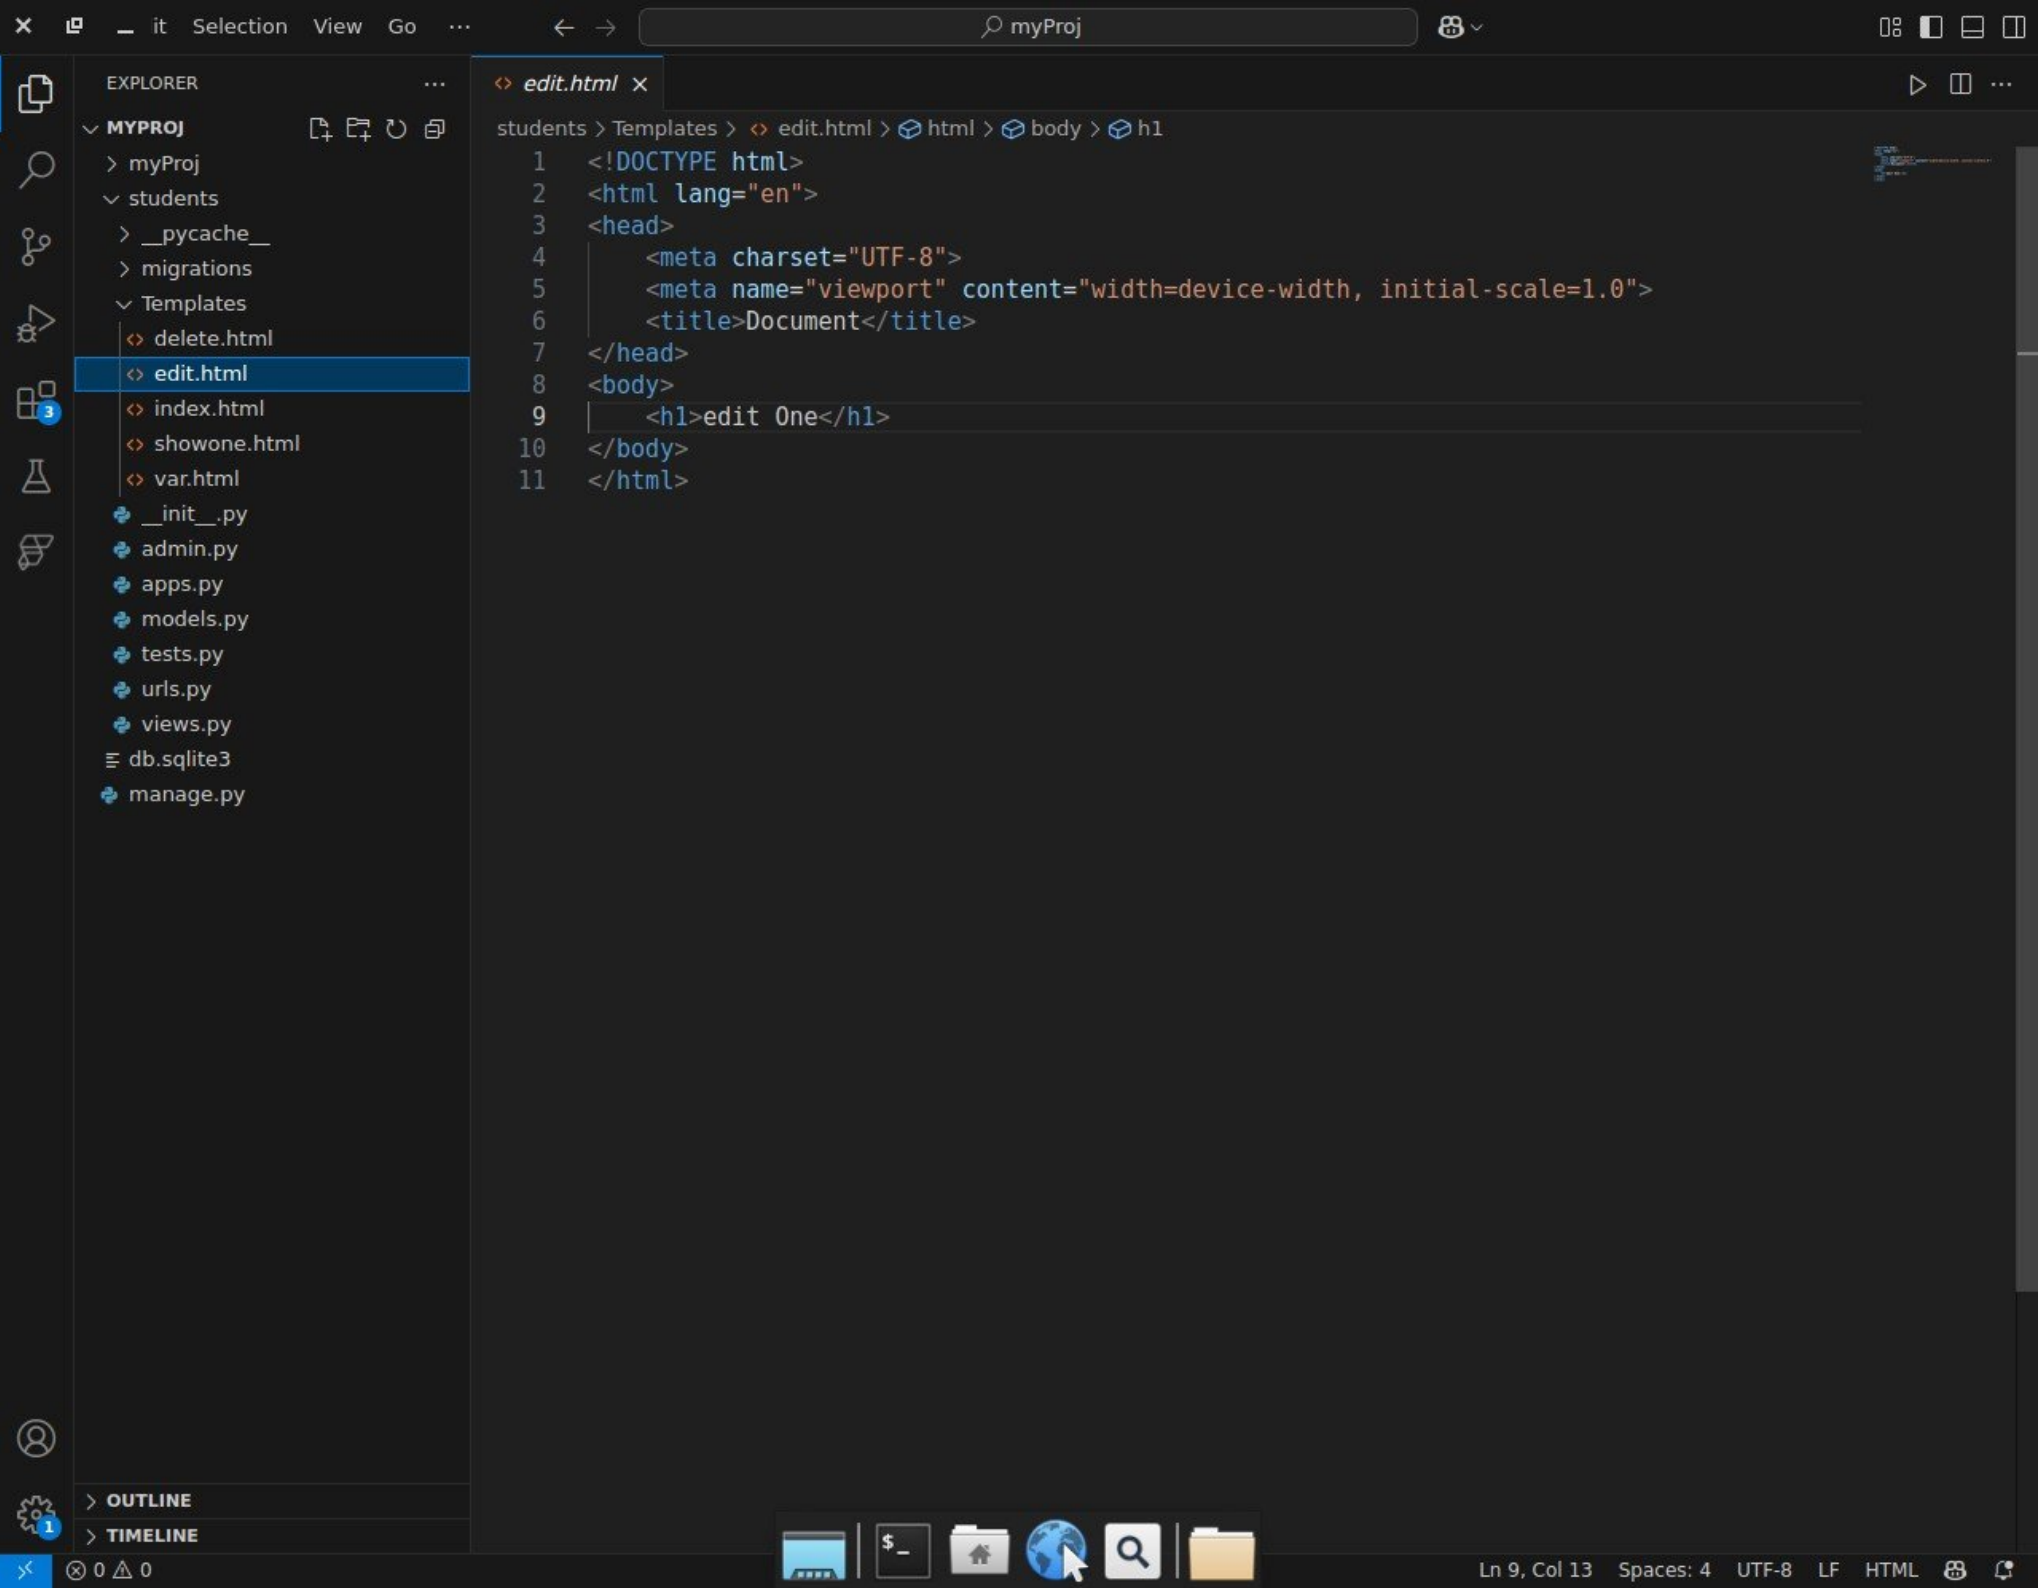 it Selection View Go ··· myProj
EXPLORER ···
MYPROJ
myProj
students
__pycache__
migrations
Templates
delete.html
edit.html
index.html
showone.html
var.html
__init__.py
admin.py
apps.py
models.py
tests.py
urls.py
views.py
db.sqlite3
manage.py
OUTLINE
TIMELINE
3
1
edit.html
students > Templates > edit.html > html > body > h1
1 <!DOCTYPE html>
2 <html lang="en">
3 <head>
4 <meta charset="UTF-8">
5 <meta name="viewport" content="width=device-width, initial-scale=1.0">
6 <title>Document</title>
7 </head>
8 <body>
9 <h1>edit One</h1>
10 </body>
11 </html>
$_
0 0 Ln 9, Col 13 Spaces: 4 UTF-8 LF HTML